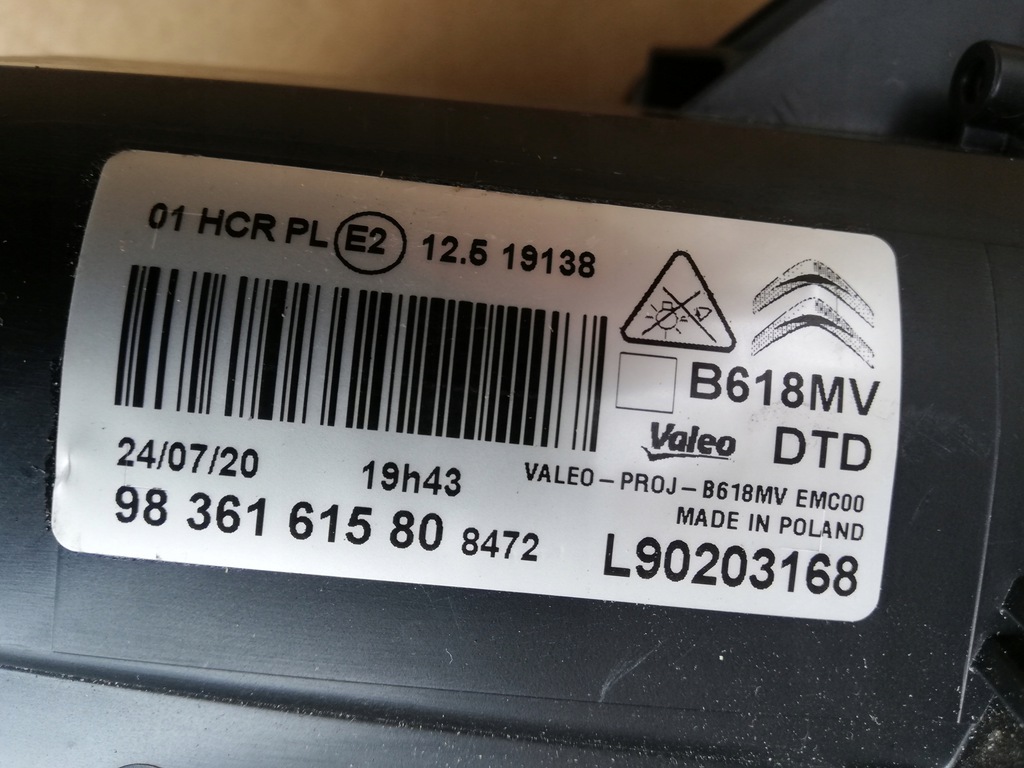 01 HCR PL E2 12.5 19138
B618MV
Valeo DTD
24/07/20 19h43
VALEO-PROJ-B618MV EMC00
MADE IN POLAND
98 361 615 80 8472
L90203168